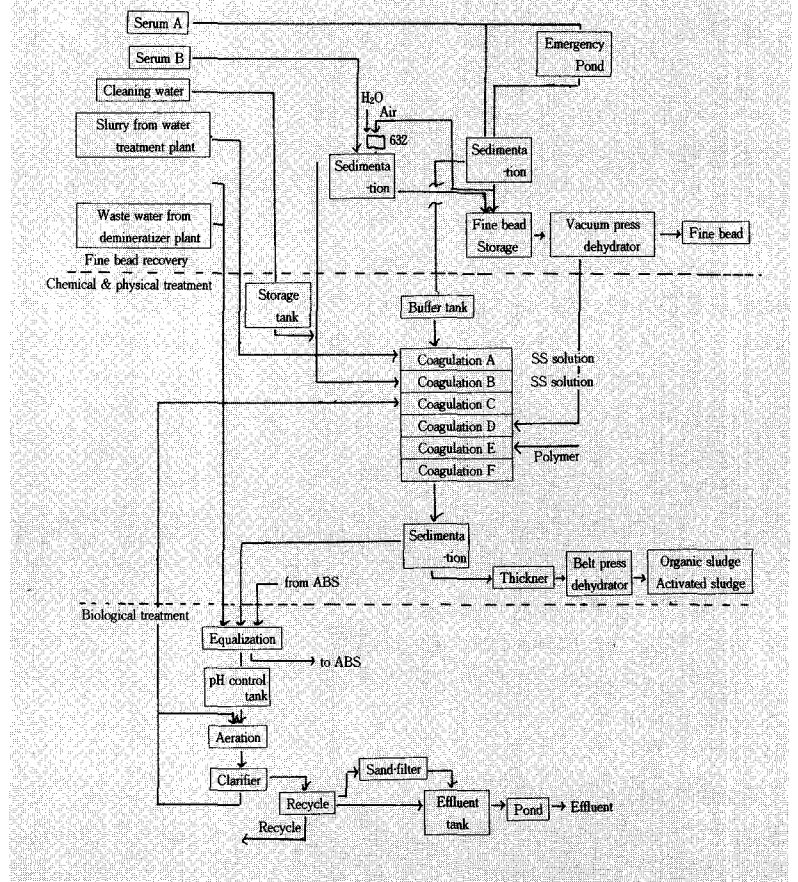 Serum A
Emergency
Pond
Serum B
Cleaning water
H₂O
Air
Slurry from water
treatment plant
632
Sedimenta
-tion
Sedimenta
-tion
Waste water from
demineratizer plant
Fine bead
Storage
Vacuum press
dehydrator
Fine bead
Fine bead recovery
Chemical & physical treatment
Storage
tank
Buffer tank
Coagulation A
SS solution
Coagulation B
SS solution
Coagulation C
Coagulation D
Coagulation E
Polymer
Coagulation F
Sedimenta
-tion
Thickner
Belt press
dehydrator
Organic sludge
Activated sludge
from ABS
Biological treatment
Equalization
to ABS
pH control
tank
Aeration
Clarifier
Sand-filter
Recycle
Effluent
tank
Pond
Effluent
Recycle